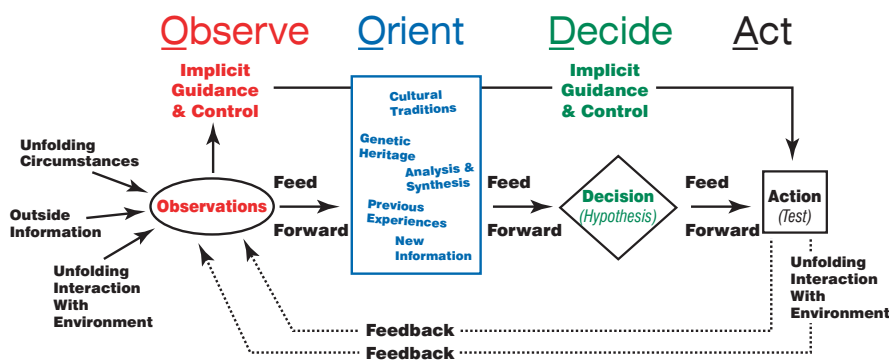 Observe
Orient
Decide
Act
Implicit
Guidance
& Control
Implicit
Guidance
& Control
Cultural
Traditions
Genetic
Heritage
Analysis &
Synthesis
Previous
Experiences
New
Information
Unfolding
Circumstances
Outside
Information
Unfolding
Interaction
With
Environment
Observations
Feed
Forward
Feed
Forward
Decision
(Hypothesis)
Feed
Forward
Action
(Test)
Unfolding
Interaction
With
Environment
Feedback
Feedback